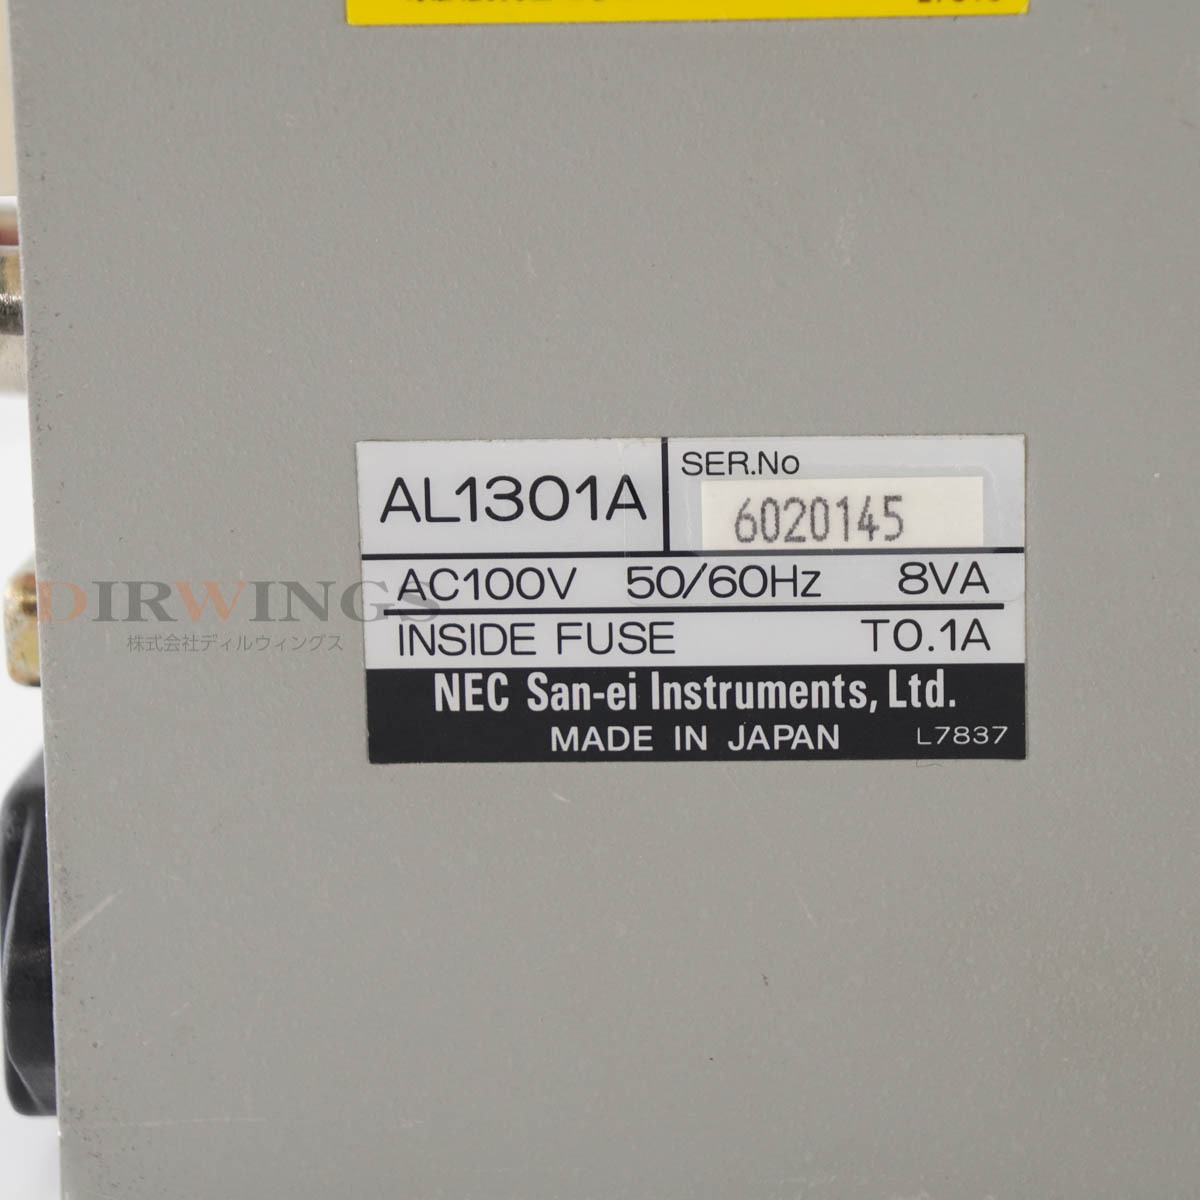 AL1301A
SER.No
6020145
AC100V 50/60Hz 8VA
INSIDE FUSE T0.1A
NEC San-ei Instruments, Ltd.
MADE IN JAPAN L7837
DIRWINGS
株式会社ディルウィングス